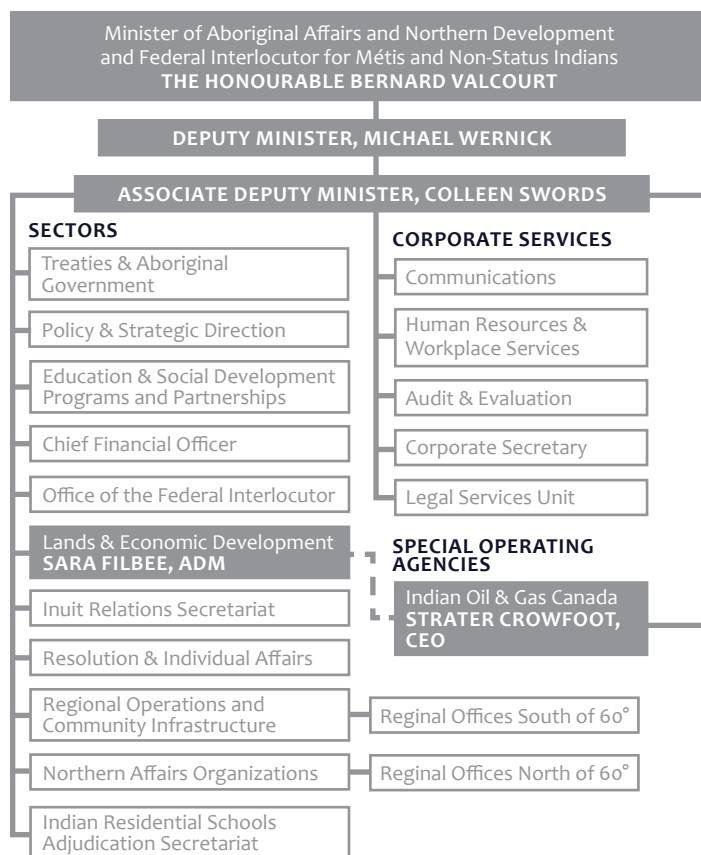 Minister of Aboriginal Affairs and Northern Development
and Federal Interlocutor for Métis and Non-Status Indians
THE HONOURABLE BERNARD VALCOURT
DEPUTY MINISTER, MICHAEL WERNICK
ASSOCIATE DEPUTY MINISTER, COLLEEN SWORDS
SECTORS
Treaties & Aboriginal
Government
Policy & Strategic Direction
Education & Social Development
Programs and Partnerships
Chief Financial Officer
Office of the Federal Interlocutor
Lands & Economic Development
SARA FILBEE, ADM
Inuit Relations Secretariat
Resolution & Individual Affairs
Regional Operations and
Community Infrastructure
Northern Affairs Organizations
Indian Residential Schools
Adjudication Secretariat
CORPORATE SERVICES
Communications
Human Resources &
Workplace Services
Audit & Evaluation
Corporate Secretary
Legal Services Unit
SPECIAL OPERATING
AGENCIES
Indian Oil & Gas Canada
STRATER CROWFOOT,
CEO
Reginal Offices South of 60°
Reginal Offices North of 60°